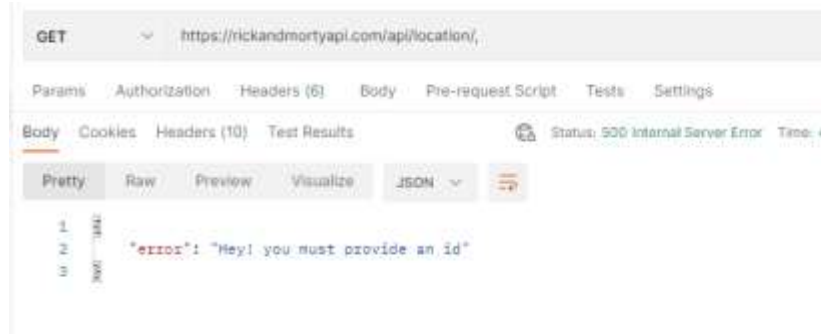 GET https://rickandmortyapi.com/api/location/,
Params Authorization Headers (6) Body Pre-request Script Tests Settings
Body Cookies Headers (10) Test Results Status: 500 Internal Server Error Time:
Pretty Raw Preview Visualize JSON
1
2 "error": "Hey! you must provide an id"
3